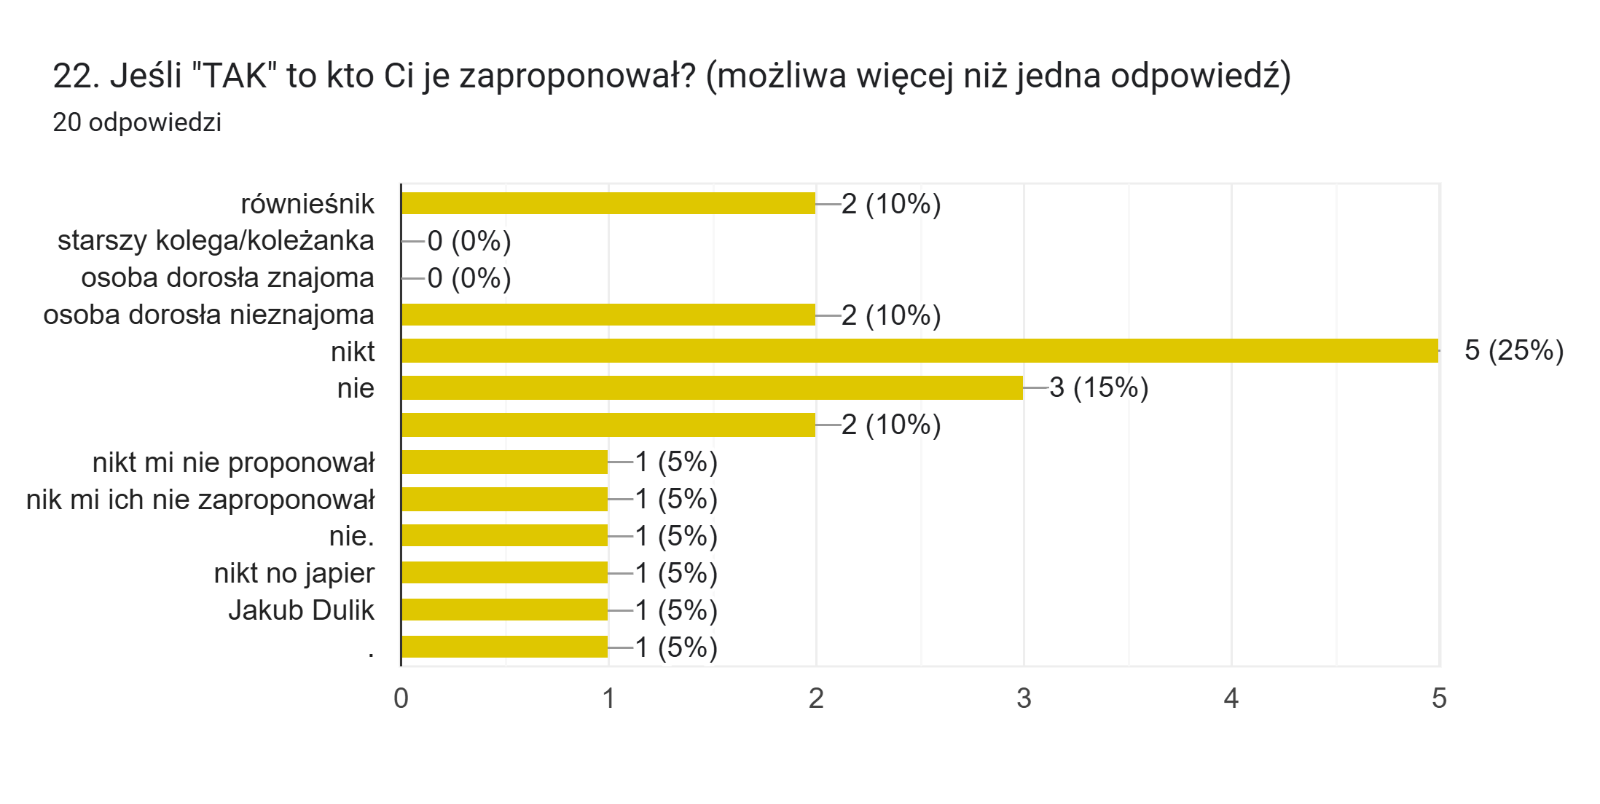 22. Jeśli "TAK" to kto Ci je zaproponował? (możliwa więcej niż jedna odpowiedź)
20 odpowiedzi
równieśnik 2 (10%)
starszy kolega/koleżanka 0 (0%)
osoba dorosła znajoma 0 (0%)
osoba dorosła nieznajoma 2 (10%)
nikt 5 (25%)
nie 3 (15%)
2 (10%)
nikt mi nie proponował 1 (5%)
nik mi ich nie zaproponował 1 (5%)
nie. 1 (5%)
nikt no japier 1 (5%)
Jakub Dulik 1 (5%)
. 1 (5%)
0 1 2 3 4 5